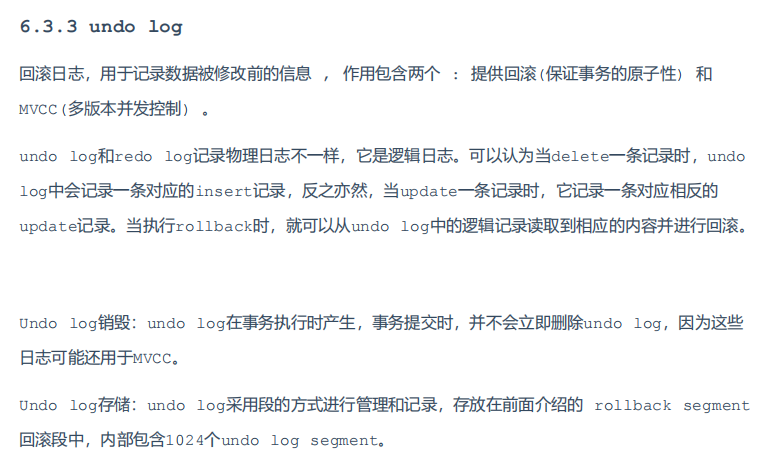 6.3.3 undo log
回滚日志，用于记录数据被修改前的信息 , 作用包含两个 : 提供回滚(保证事务的原子性) 和
MVCC(多版本并发控制) 。
undo log和redo log记录物理日志不一样，它是逻辑日志。可以认为当delete一条记录时，undo
log中会记录一条对应的insert记录，反之亦然，当update一条记录时，它记录一条对应相反的
update记录。当执行rollback时，就可以从undo log中的逻辑记录读取到相应的内容并进行回滚。
Undo log销毁：undo log在事务执行时产生，事务提交时，并不会立即删除undo log，因为这些
日志可能还用于MVCC。
Undo log存储：undo log采用段的方式进行管理和记录，存放在前面介绍的 rollback segment
回滚段中，内部包含1024个undo log segment。